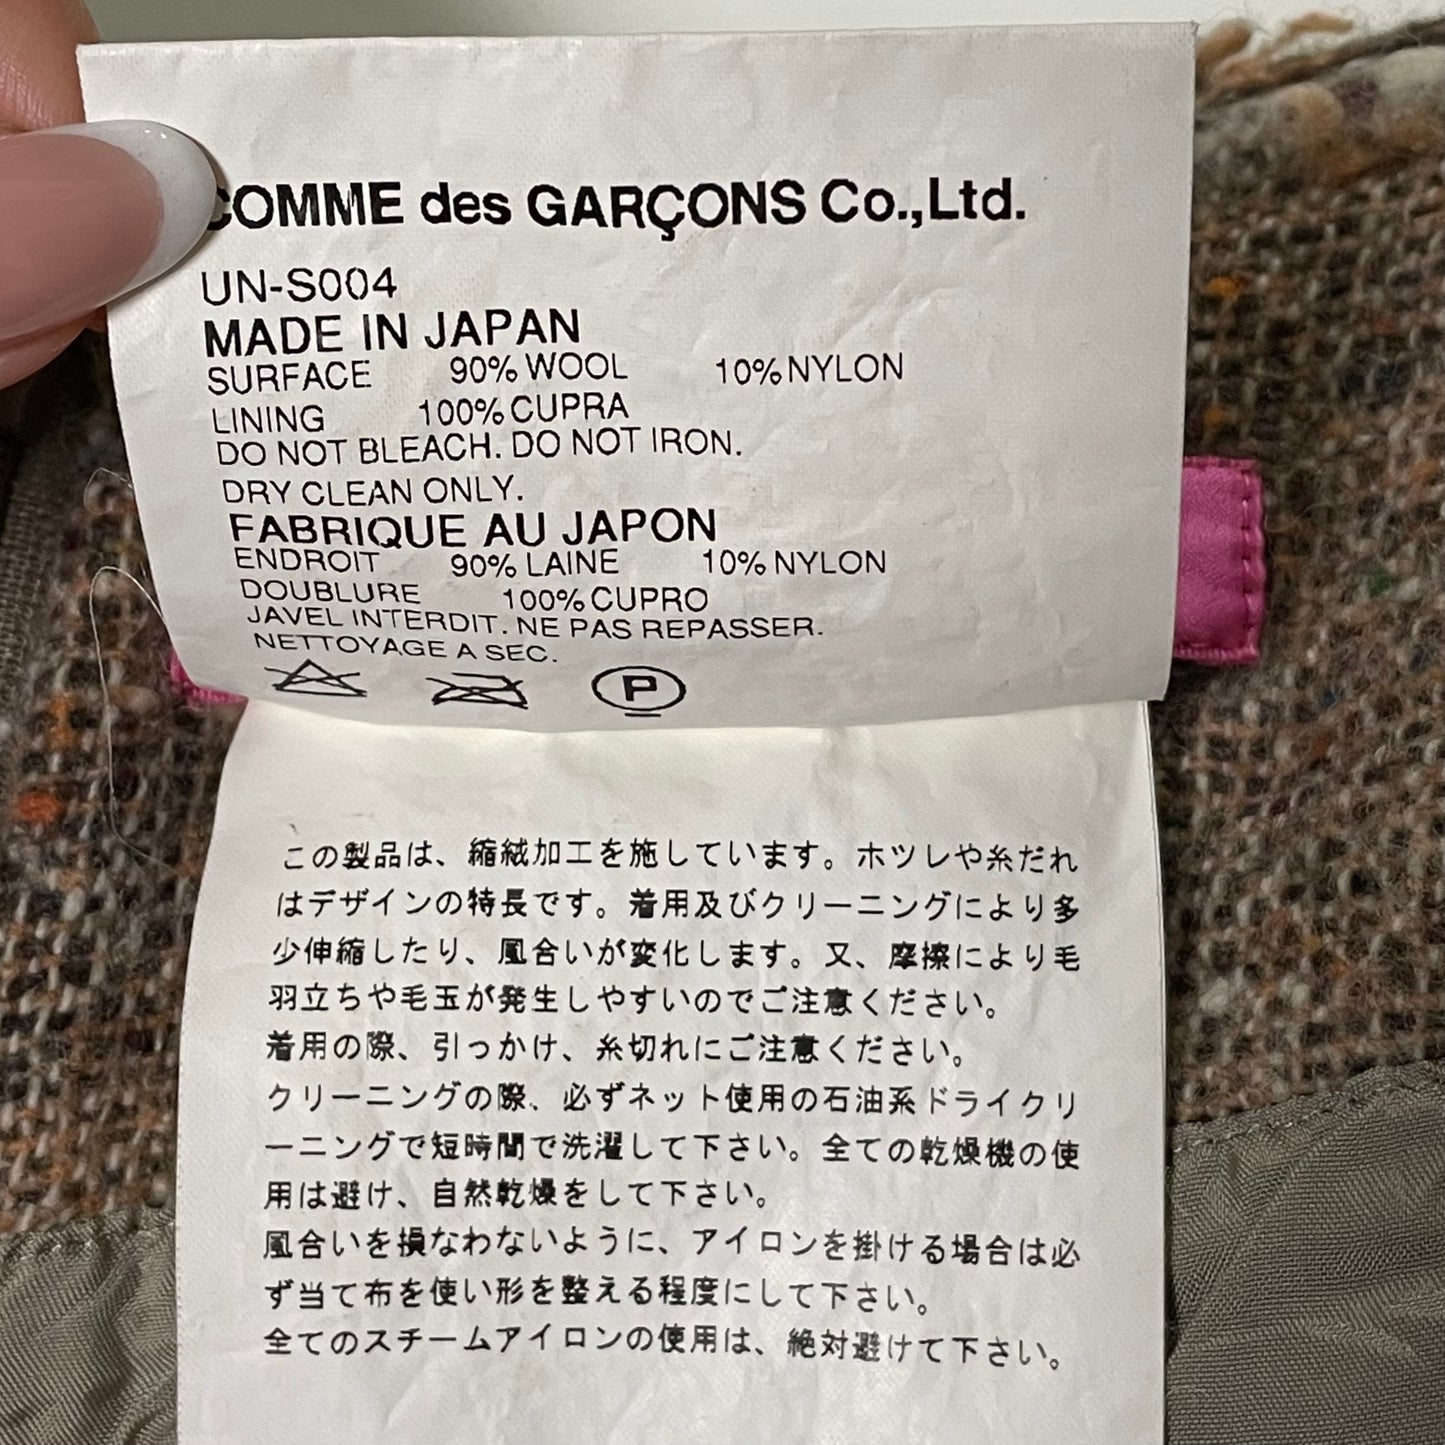 COMME des GARÇONS Co.,Ltd.
UN-S004
MADE IN JAPAN
SURFACE 90% WOOL 10% NYLON
LINING 100% CUPRA
DO NOT BLEACH. DO NOT IRON.
DRY CLEAN ONLY.
FABRIQUE AU JAPON
ENDROIT 90% LAINE 10% NYLON
DOUBLURE 100% CUPRO
JAVEL INTERDIT. NE PAS REPASSER.
NETTOYAGE A SEC.
P
この製品は、縮絨加工を施しています。ホツレや糸だれ
はデザインの特長です。着用及びクリーニングにより多
少伸縮したり、風合いが変化します。又、摩擦により毛
羽立ちや毛玉が発生しやすいのでご注意ください。
着用の際、引っかけ、糸切れにご注意ください。
クリーニングの際、必ずネット使用の石油系ドライクリ
ーニングで短時間で洗濯して下さい。全ての乾燥機の使
用は避け、自然乾燥をして下さい。
風合いを損なわないように、アイロンを掛ける場合は必
ず当て布を使い形を整える程度にして下さい。
全てのスチームアイロンの使用は、絶対避けて下さい。